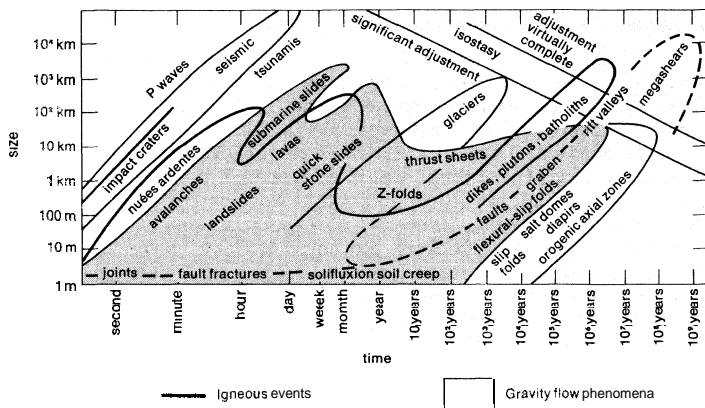 10⁴ km
10³ km
10² km
10 km
1 km
100 m
10 m
1 m
size
P waves
seismic
tsunamis
impact craters
nuées ardentes
avalanches
submarine slides
lavas
landslides
quick
stone slides
significant adjustment
isostasy
adjustment
virtually
complete
glaciers
thrust sheets
Z-folds
dikes, plutons, batholiths
rift valleys
megashears
graben
faults
flexural-slip folds
slip
folds
salt domes
diapirs
orogenic axial zones
joints
fault fractures
solifluxion soil creep
second
minute
hour
day
week
month
year
10 years
10² years
10³ years
10⁴ years
10⁵ years
10⁶ years
10⁷ years
10⁸ years
10⁹ years
time
Igneous events
Gravity flow phenomena